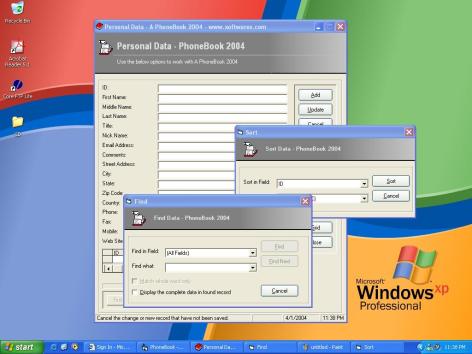 Recycle Bin
Acrobat
Reader 5.1
Core FTP Lite
Personal Data - A PhoneBook 2004 - www.softwares.com
Personal Data - PhoneBook 2004
Use the below options to work with A PhoneBook 2004
ID:
First Name:
Middle Name:
Last Name:
Title:
Nick Name:
Email Address:
Comments:
Street Address:
City:
State:
Zip Code:
Country:
Phone:
Fax:
Mobile:
Web Site
ID
Add
Update
Cancel
Sort
Sort Data - PhoneBook 2004
Sort in Field:
ID
Sort
Cancel
Find
Find Data - PhoneBook 2004
Find in Field:
(All Fields)
Find what:
Match whole word only
Display the complete data in found record
Find
Find Next
Cancel
Cancel the change or new record that have not been saved.
4/1/2004
11:38 PM
Microsoft
Windows xp
Professional
start
Sign In - Mi...
PhoneBook -...
Personal Da...
Find
untitled - Paint
Sort
11:38 PM